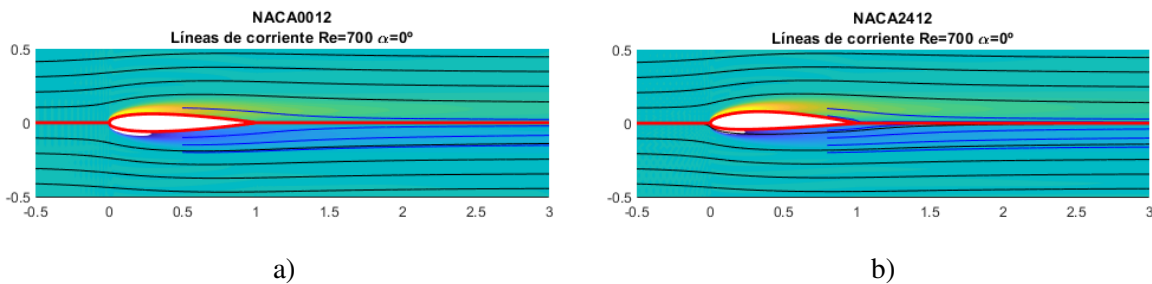 NACA0012
Líneas de corriente Re=700 α=0º
0.5
0
-0.5
-0.5 0 0.5 1 1.5 2 2.5 3
a)
NACA2412
Líneas de corriente Re=700 α=0º
0.5
0
-0.5
-0.5 0 0.5 1 1.5 2 2.5 3
b)